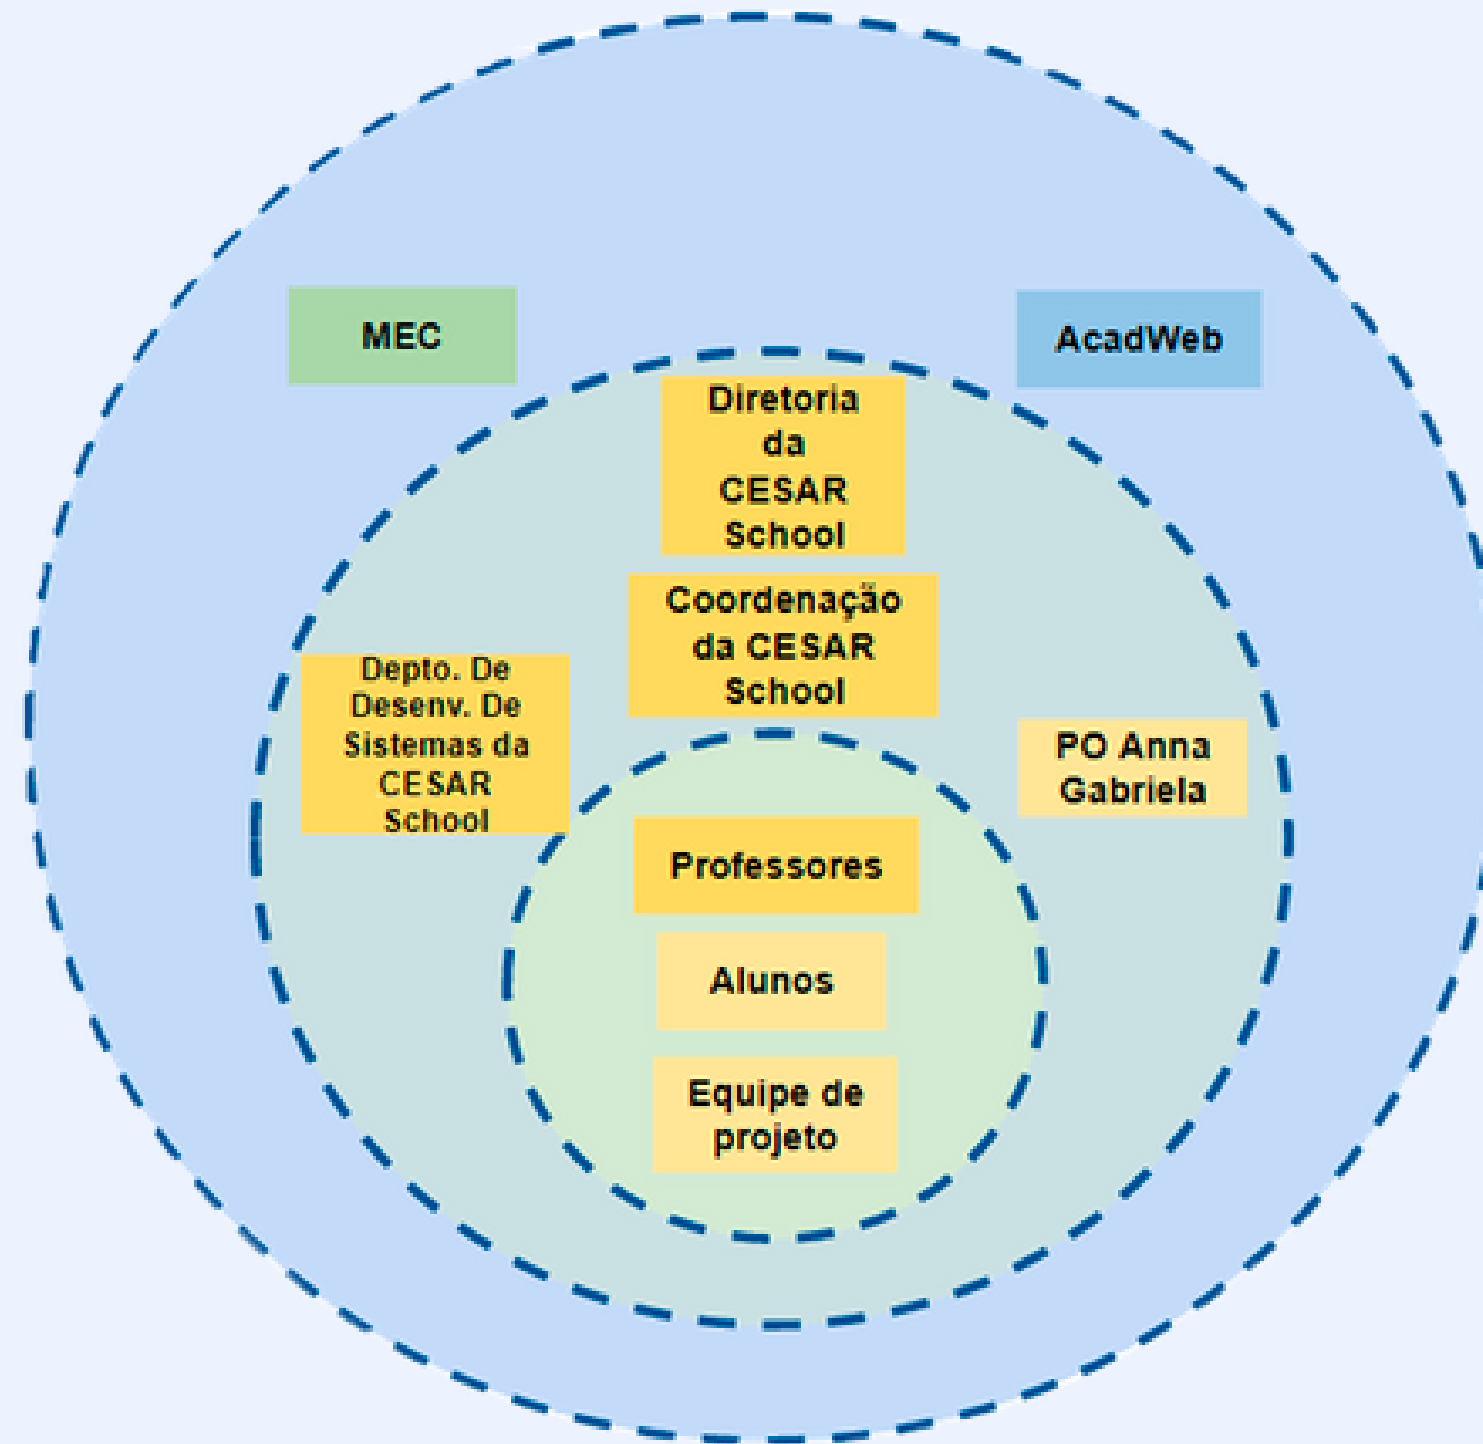 MEC
AcadWeb
Diretoria
da
CESAR
School
Coordenação
da CESAR
School
Depto. De
Desenv. De
Sistemas da
CESAR
School
PO Anna
Gabriela
Professores
Alunos
Equipe de
projeto